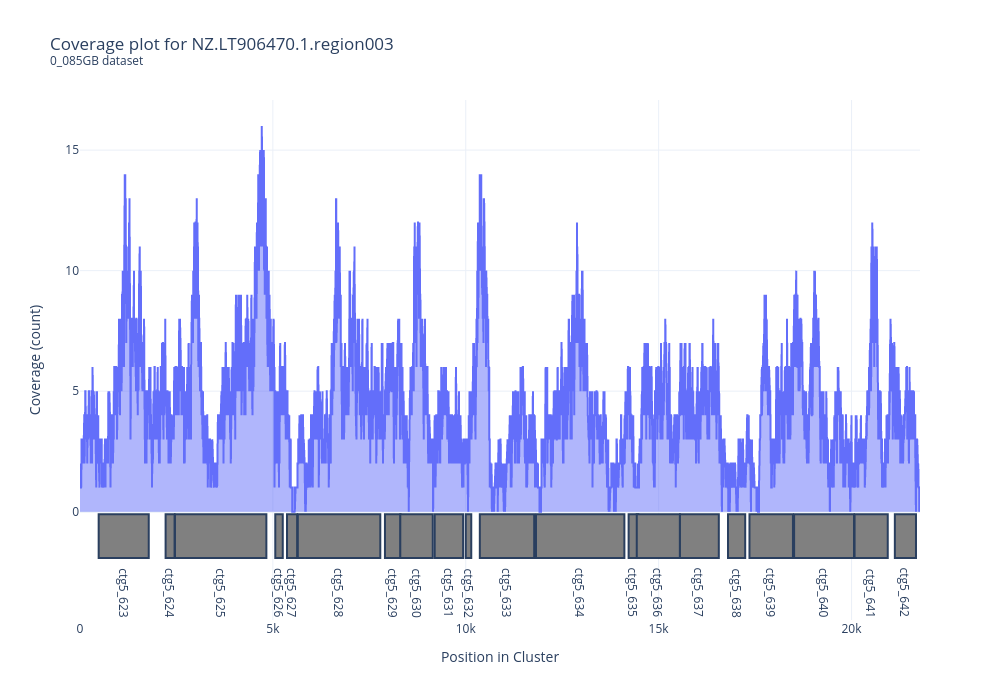 Coverage plot for NZ.LT906470.1.region003
0_085GB dataset
Coverage (count)
15
10
5
0
ctg5_623
ctg5_624
ctg5_625
ctg5_626
ctg5_627
ctg5_628
ctg5_629
ctg5_630
ctg5_631
ctg5_632
ctg5_633
ctg5_634
ctg5_635
ctg5_636
ctg5_637
ctg5_638
ctg5_639
ctg5_640
ctg5_641
ctg5_642
0 5k 10k 15k 20k
Position in Cluster